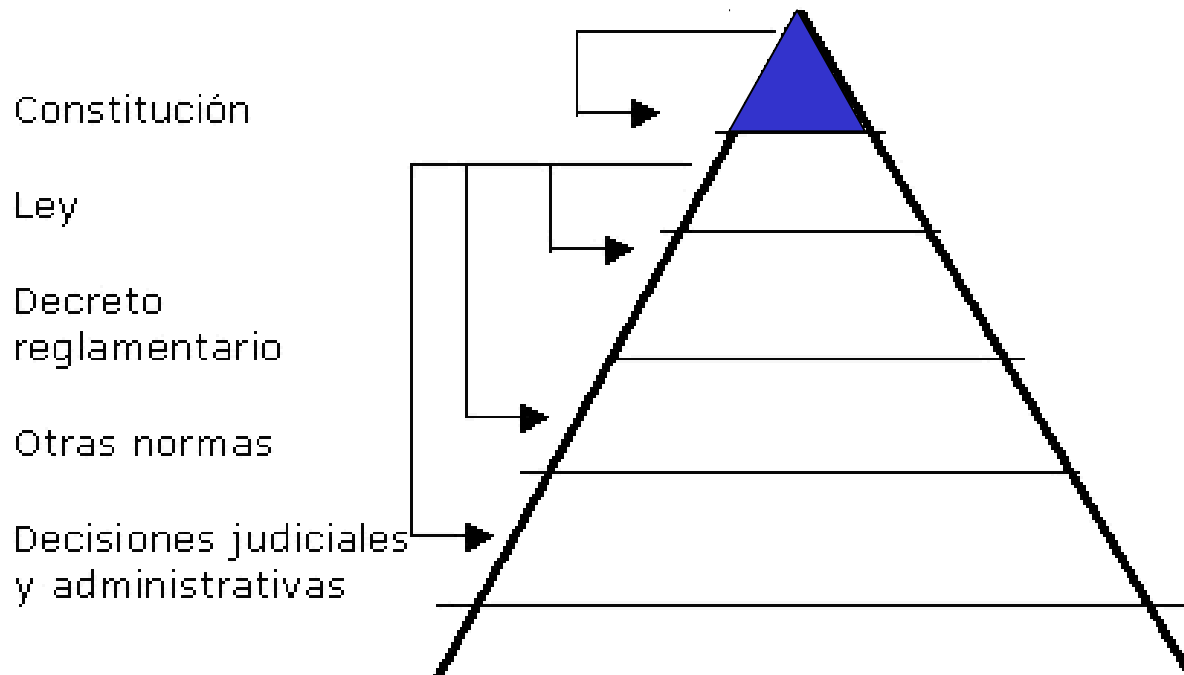 Constitución
Ley
Decreto
reglamentario
Otras normas
Decisiones judiciales
y administrativas